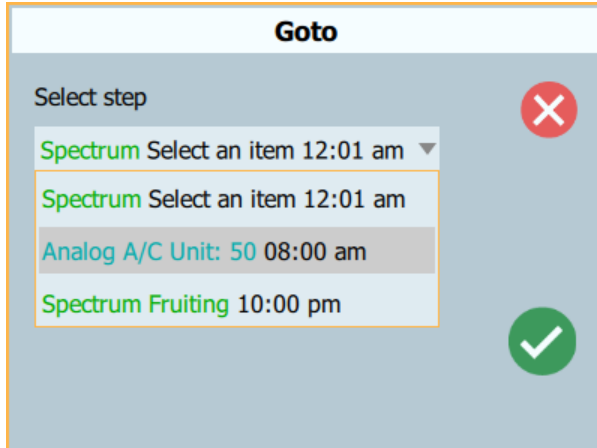 Goto
Select step
Spectrum Select an item 12:01 am
Spectrum Select an item 12:01 am
Analog A/C Unit: 50 08:00 am
Spectrum Fruiting 10:00 pm